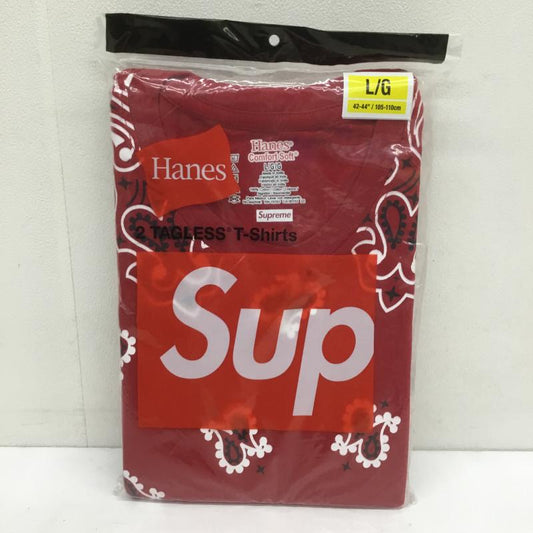 L/G
42-44" / 105-110cm
Hanes
Hanes
ComfortSoft®
L/G/G
Supreme
2 TAGLESS® T-Shirts
Sup